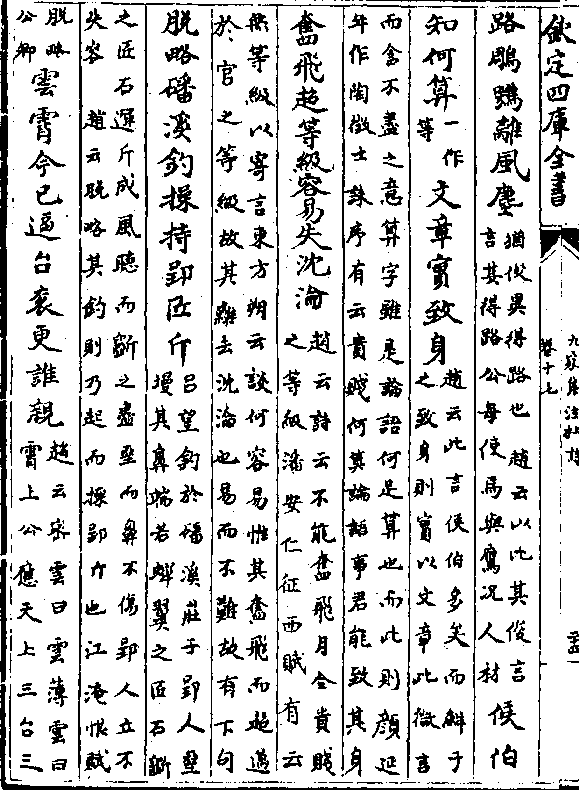 欽定四庫全書
九家集注杜詩
卷十七
路鵰鶚離風塵
猶俊異得路也　趙云以比其俊言
言其得路公每使馬與鷹況人材
侯伯
知何算
一作
等
文章實致身
趙云此言侯伯多矣而鮮于
之致身則實以文章此微言
而含不盡之意算字雖是論語何足算也而此則顔延
年作陶徵士誄序有云貴賤何算論語事君能致其身
奮飛超等級容易失沈淪
趙云詩云不能奮飛月令貴賤
之等級潘安仁征西賦有云
無等級以寄言東方朔云談何容易惟其奮飛而超邁
於官之等級故其離去沈淪也易而不難故有下句
脱略磻溪釣操持郢匠斤
吕望釣於磻溪莊子郢人堊
墁其鼻端若蟬翼之匠石斵
之匠石運斤成風聽而斵之盡堊而鼻不傷郢人立不
失容　趙云脱略其釣則乃起而操郢斤也江淹恨賦
脱略
公卿
雲霄今已逼台衮更誰親
趙云宋雲曰雲薄雲曰
霄上公應天上三台三